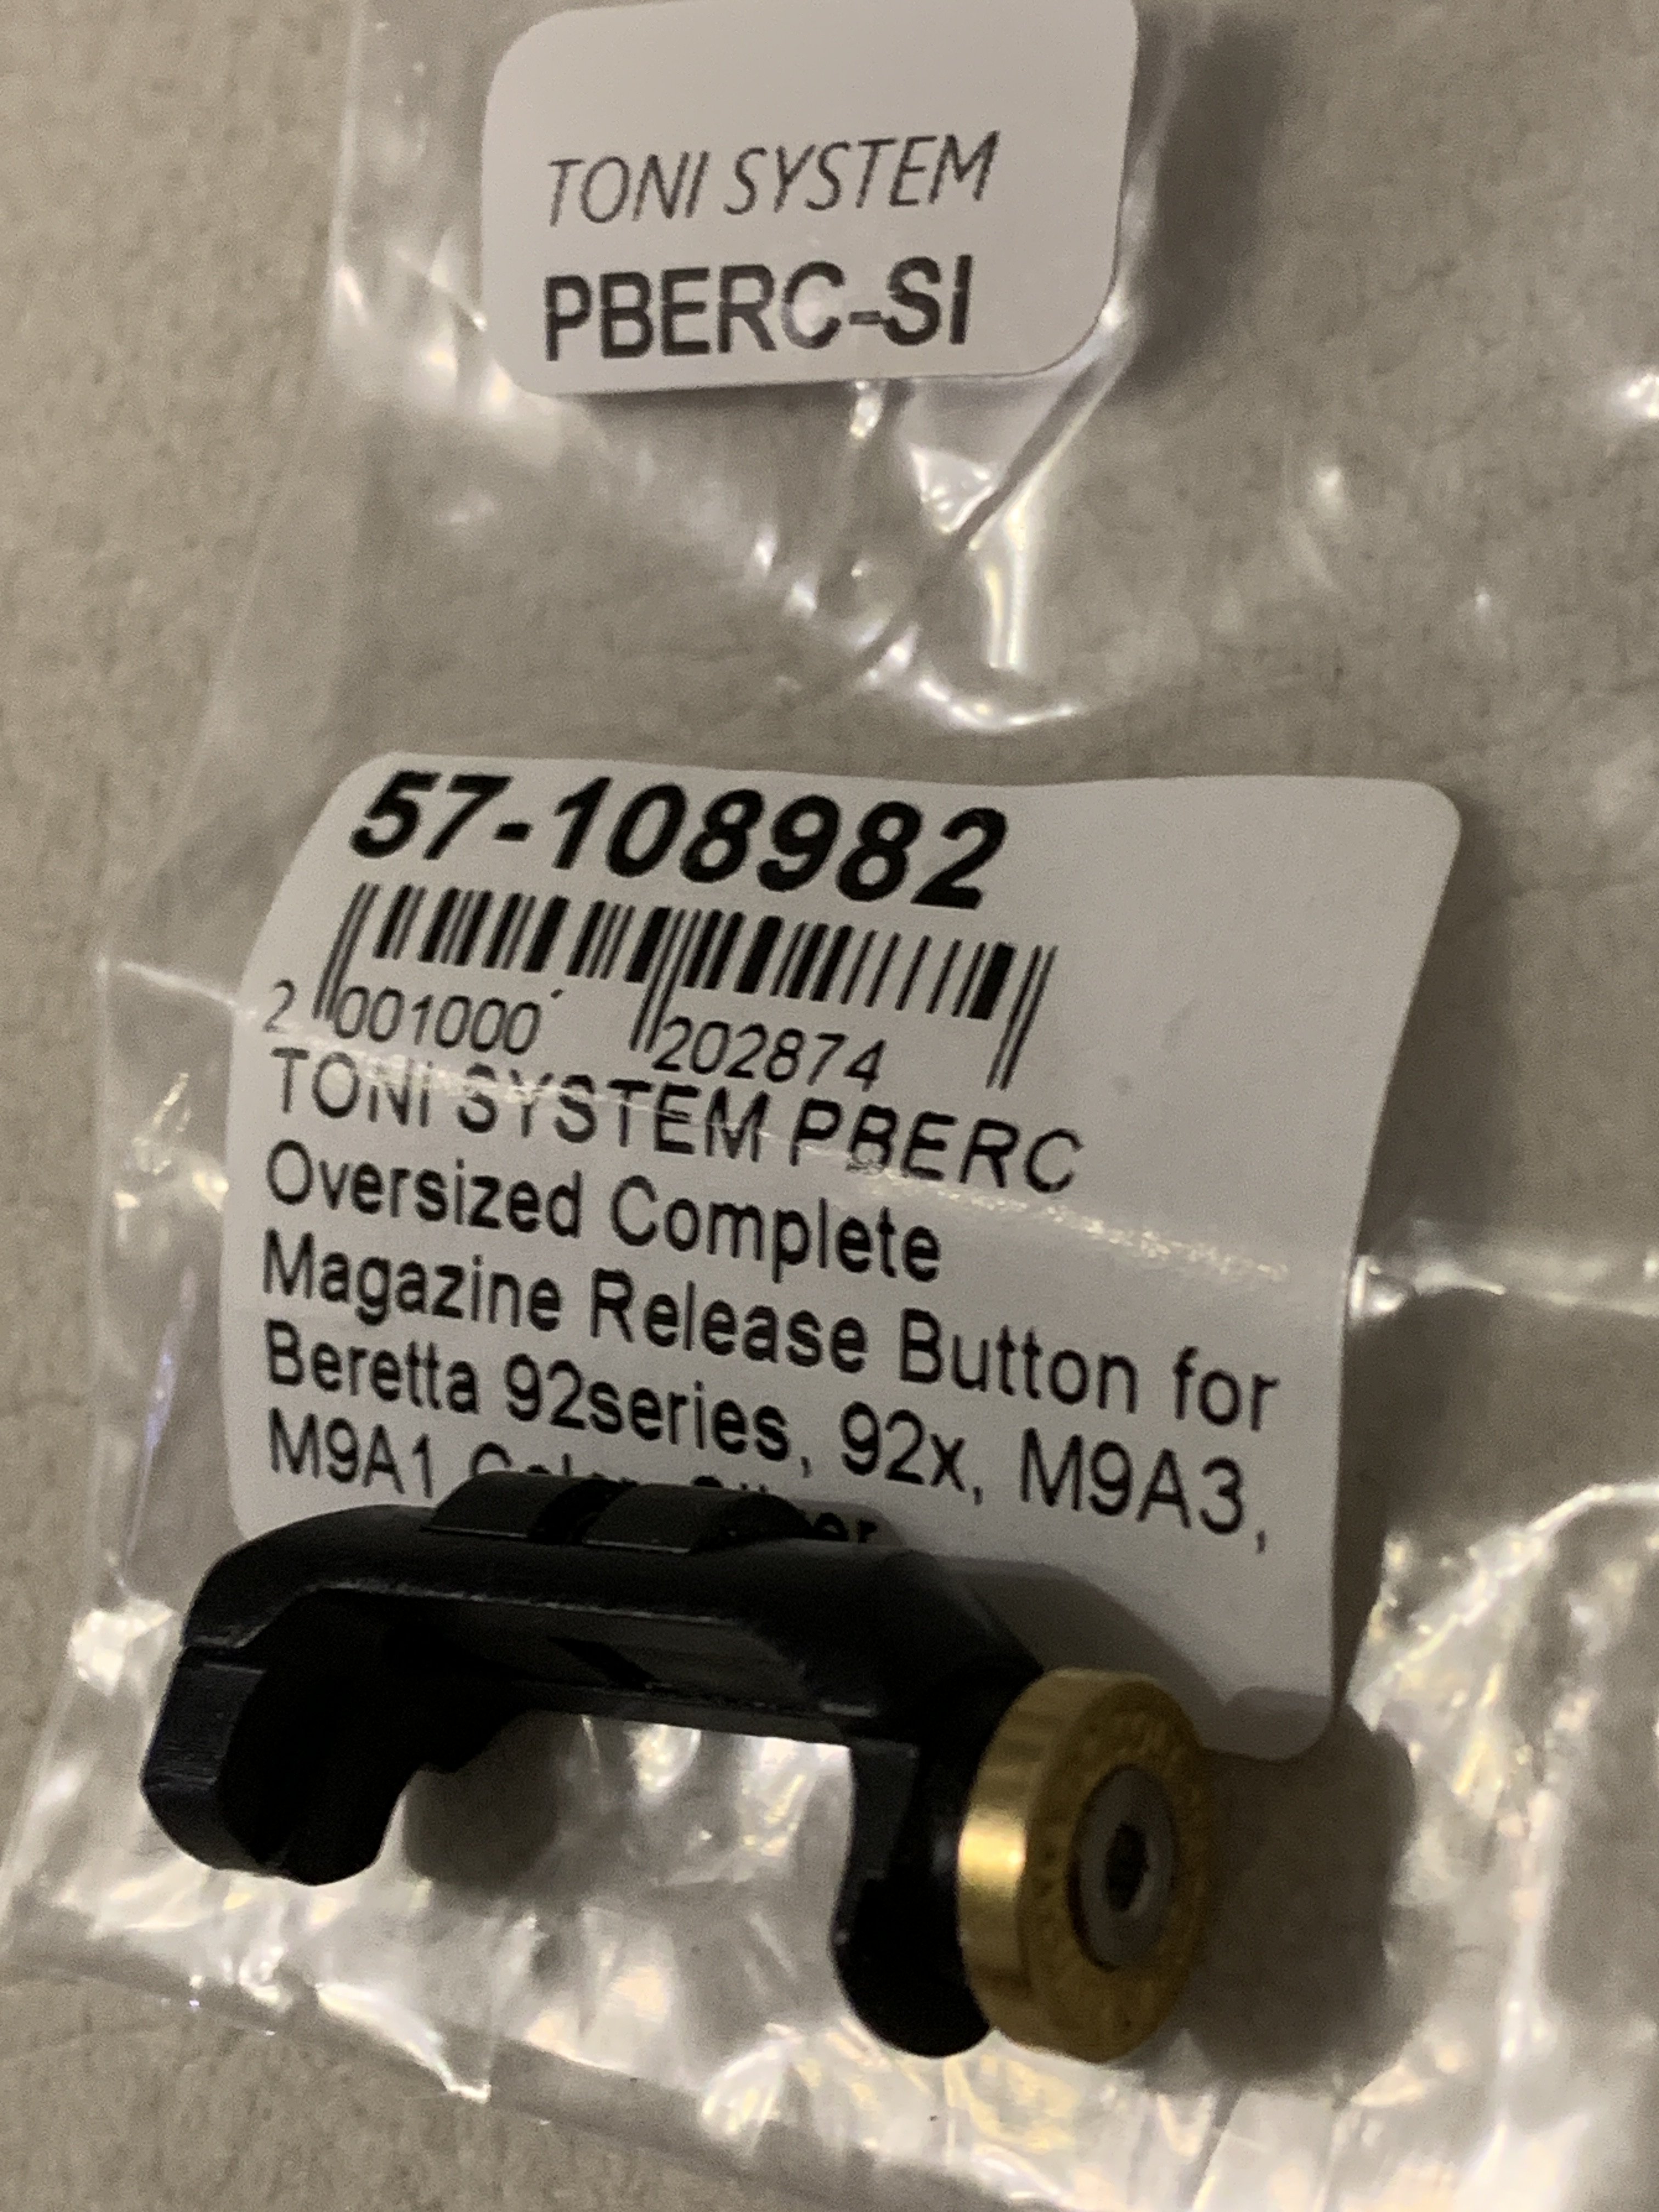 TONI SYSTEM
PBERC-SI
57-108982
2 001000 202874
TONI SYSTEM PBERC
Oversized Complete
Magazine Release Button for
Beretta 92series, 92x, M9A3,
M9A1